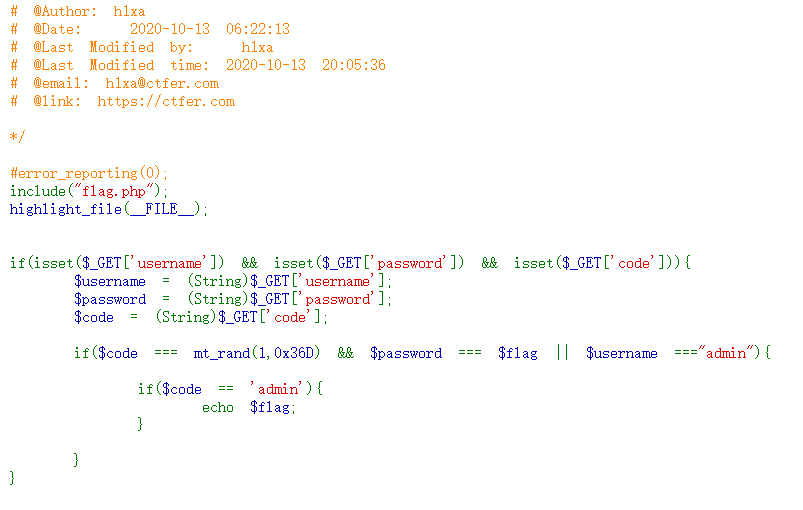 # @Author: h1xa
# @Date:   2020-10-13 06:22:13
# @Last Modified by:   h1xa
# @Last Modified time: 2020-10-13 20:05:36
# @email: h1xa@ctfer.com
# @link: https://ctfer.com
*/
#error_reporting(0);
include("flag.php");
highlight_file(__FILE__);
if(isset($_GET['username']) && isset($_GET['password']) && isset($_GET['code'])){
    $username = (String)$_GET['username'];
    $password = (String)$_GET['password'];
    $code = (String)$_GET['code'];
    if($code === mt_rand(1,0x36D) && $password === $flag || $username ==="admin"){
        if($code == 'admin'){
            echo $flag;
        }
    }
}